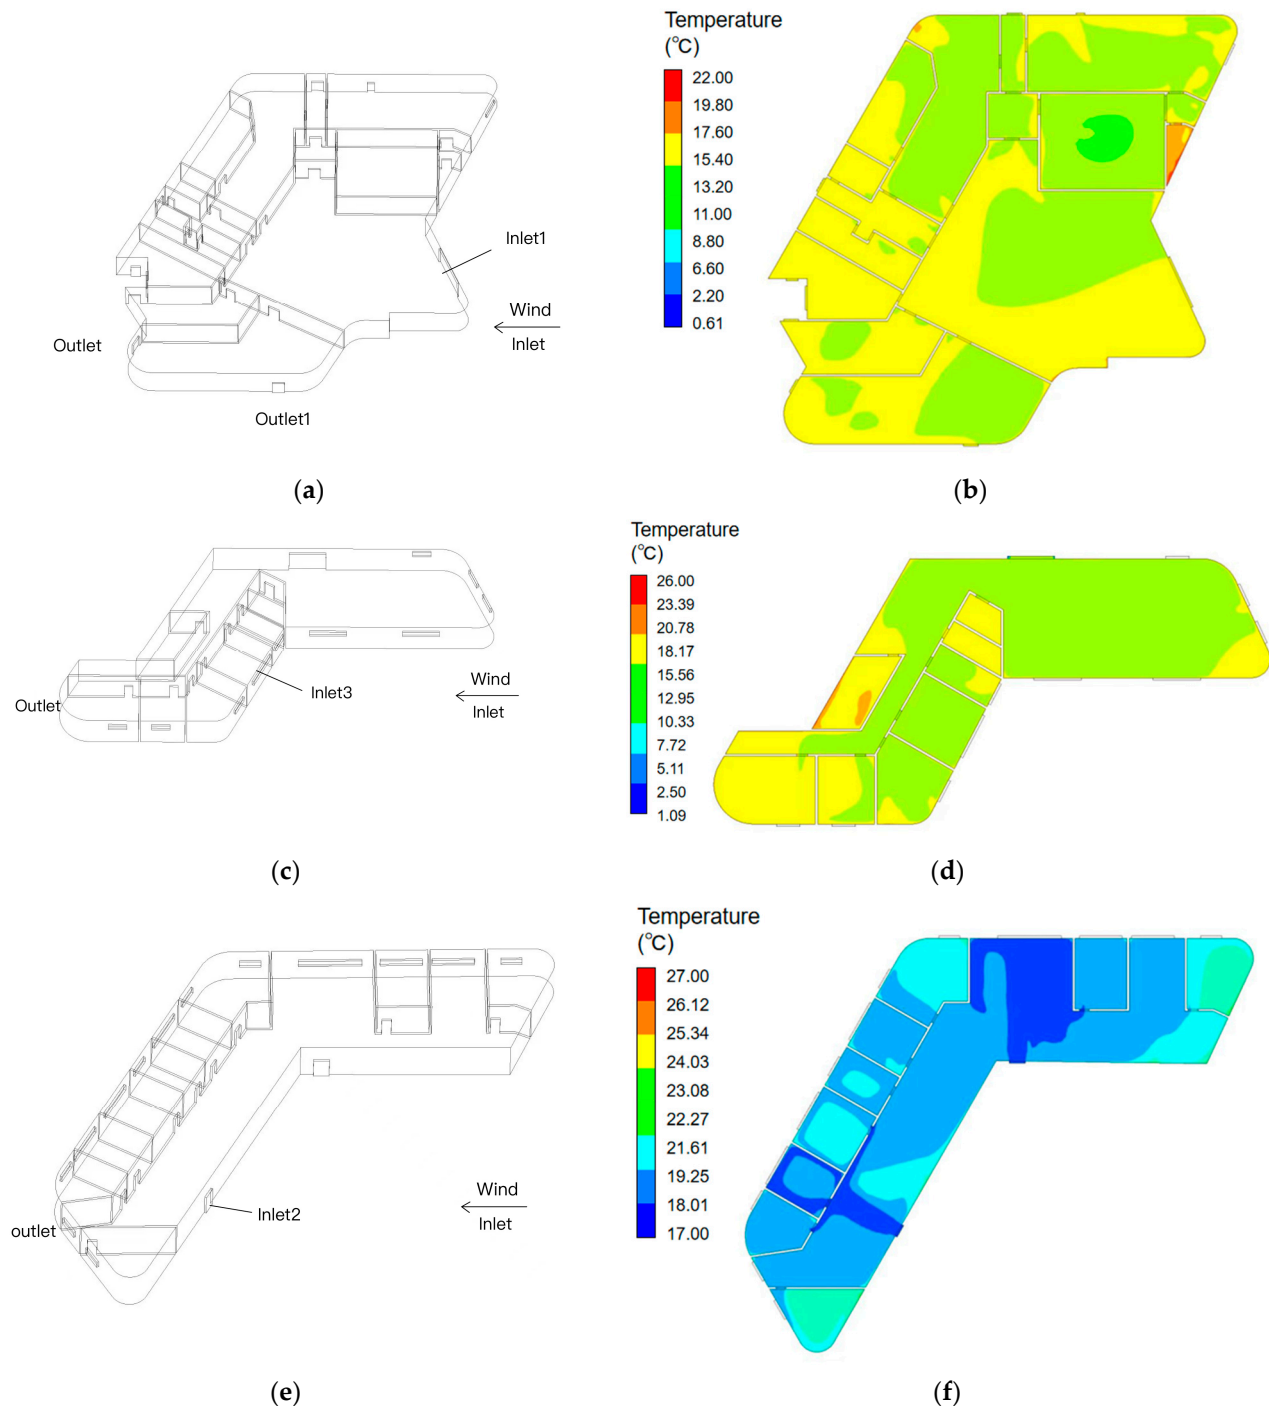 Inlet1
Wind
Inlet
Outlet
Outlet1
(a)
Temperature
(℃)
22.00
19.80
17.60
15.40
13.20
11.00
8.80
6.60
2.20
0.61
(b)
Inlet3
Wind
Inlet
Outlet
(c)
Temperature
(℃)
26.00
23.39
20.78
18.17
15.56
12.95
10.33
7.72
5.11
2.50
1.09
(d)
Wind
Inlet
Inlet2
outlet
(e)
Temperature
(℃)
27.00
26.12
25.34
24.03
23.08
22.27
21.61
19.25
18.01
17.00
(f)